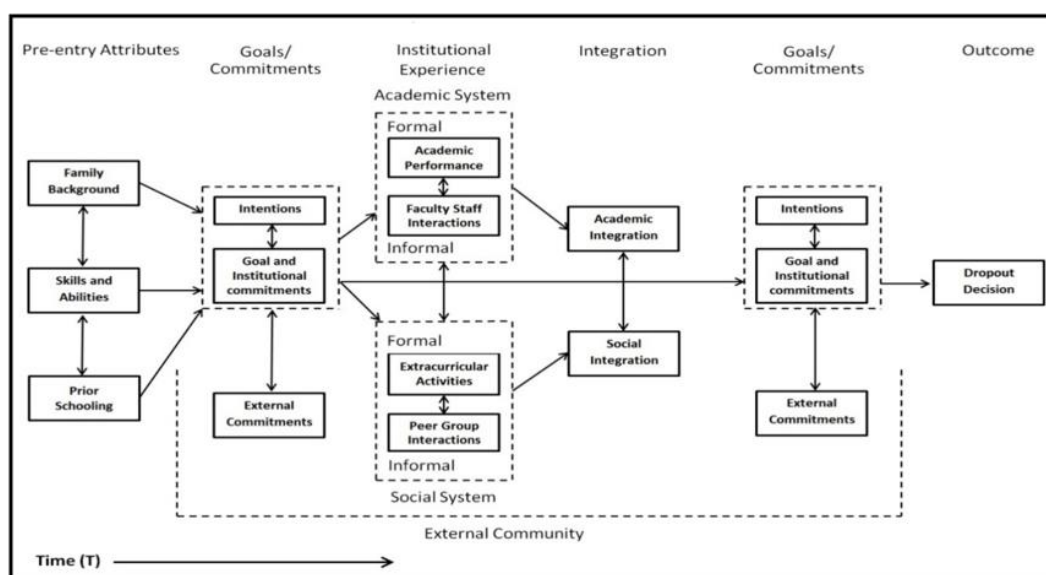 Pre-entry Attributes
Goals/
Commitments
Institutional
Experience
Integration
Goals/
Commitments
Outcome
Academic System
Formal
Academic
Performance
Faculty Staff
Interactions
Informal
Family
Background
Skills and
Abilities
Prior
Schooling
Intentions
Goal and
Institutional
commitments
External
Commitments
Formal
Extracurricular
Activities
Peer Group
Interactions
Informal
Social System
Academic
Integration
Social
Integration
Intentions
Goal and
Institutional
commitments
External
Commitments
Dropout
Decision
External Community
Time (T)